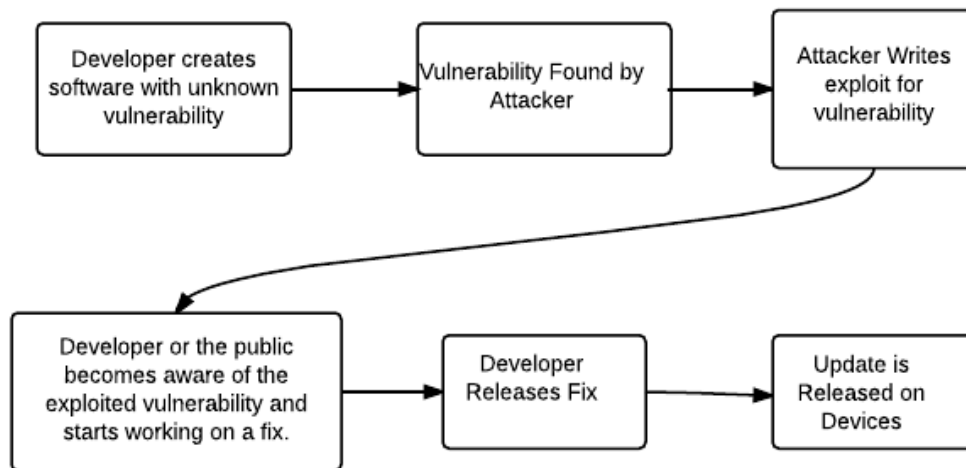 Developer creates
software with unknown
vulnerability
Vulnerability Found by
Attacker
Attacker Writes
exploit for
vulnerability
Developer or the public
becomes aware of the
exploited vulnerability and
starts working on a fix.
Developer
Releases Fix
Update is
Released on
Devices